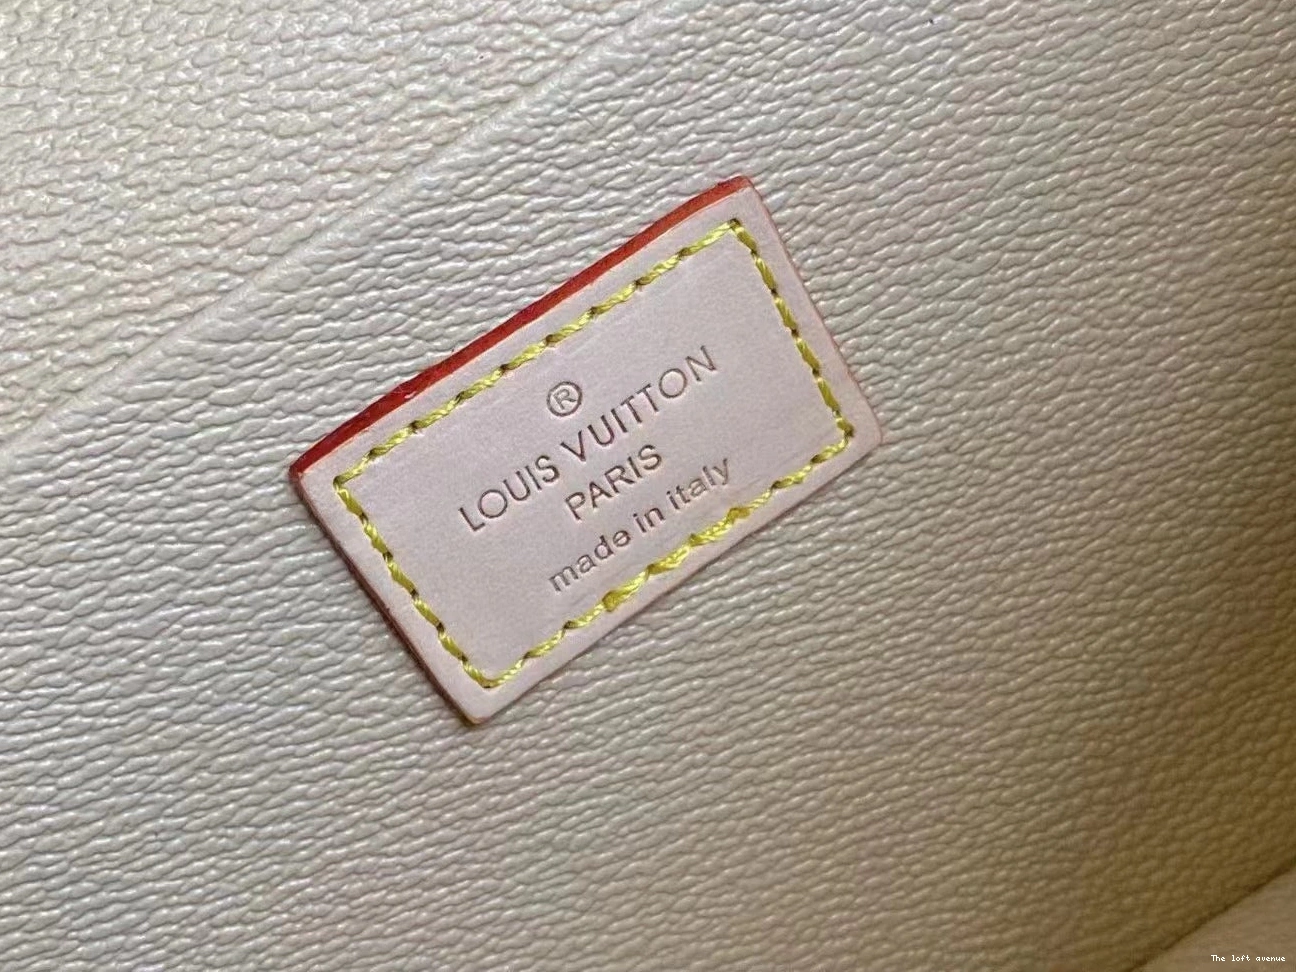 ®
LOUIS VUITTON
PARIS
made in italy
The loft avenue